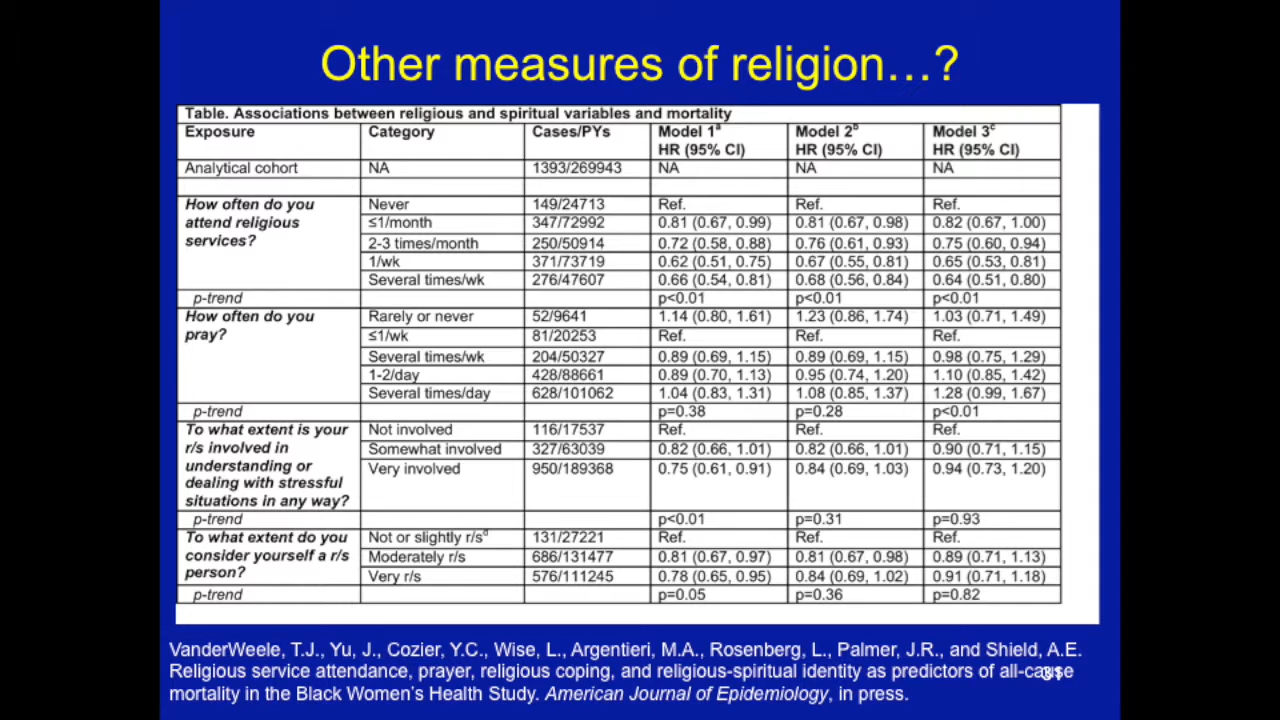 Other measures of religion…?
Table. Associations between religious and spiritual variables and mortality
Exposure Category Cases/PYs Model 1a HR (95% CI) Model 2b HR (95% CI) Model 3c HR (95% CI)
Analytical cohort NA 1393/269943 NA NA NA
How often do you attend religious services? Never 149/24713 Ref. Ref. Ref.
≤1/month 347/72992 0.81 (0.67, 0.99) 0.81 (0.67, 0.98) 0.82 (0.67, 1.00)
2-3 times/month 250/50914 0.72 (0.58, 0.88) 0.76 (0.61, 0.93) 0.75 (0.60, 0.94)
1/wk 371/73719 0.62 (0.51, 0.75) 0.67 (0.55, 0.81) 0.65 (0.53, 0.81)
Several times/wk 276/47607 0.66 (0.54, 0.81) 0.68 (0.56, 0.84) 0.64 (0.51, 0.80)
p-trend p<0.01 p<0.01 p<0.01
How often do you pray? Rarely or never 52/9641 1.14 (0.80, 1.61) 1.23 (0.86, 1.74) 1.03 (0.71, 1.49)
≤1/wk 81/20253 Ref. Ref. Ref.
Several times/wk 204/50327 0.89 (0.69, 1.15) 0.89 (0.69, 1.15) 0.98 (0.75, 1.29)
1-2/day 428/88661 0.89 (0.70, 1.13) 0.95 (0.74, 1.20) 1.10 (0.85, 1.42)
Several times/day 628/101062 1.04 (0.83, 1.31) 1.08 (0.85, 1.37) 1.28 (0.99, 1.67)
p-trend p=0.38 p=0.28 p<0.01
To what extent is your r/s involved in understanding or dealing with stressful situations in any way? Not involved 116/17537 Ref. Ref. Ref.
Somewhat involved 327/63039 0.82 (0.66, 1.01) 0.82 (0.66, 1.01) 0.90 (0.71, 1.15)
Very involved 950/189368 0.75 (0.61, 0.91) 0.84 (0.69, 1.03) 0.94 (0.73, 1.20)
p-trend p<0.01 p=0.31 p=0.93
To what extent do you consider yourself a r/s person? Not or slightly r/sd 131/27221 Ref. Ref. Ref.
Moderately r/s 686/131477 0.81 (0.67, 0.97) 0.81 (0.67, 0.98) 0.89 (0.71, 1.13)
Very r/s 576/111245 0.78 (0.65, 0.95) 0.84 (0.69, 1.02) 0.91 (0.71, 1.18)
p-trend p=0.05 p=0.36 p=0.82
VanderWeele, T.J., Yu, J., Cozier, Y.C., Wise, L., Argentieri, M.A., Rosenberg, L., Palmer, J.R., and Shield, A.E.
Religious service attendance, prayer, religious coping, and religious-spiritual identity as predictors of all-cause
mortality in the Black Women's Health Study. American Journal of Epidemiology, in press.
31